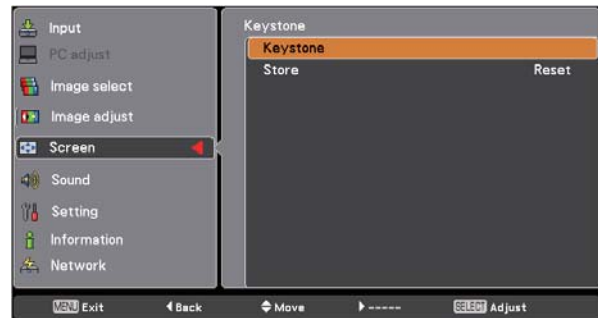 Input
PC adjust
Image select
Image adjust
Screen
Sound
Setting
Information
Network
Keystone
Keystone
Store Reset
MENU Exit Back Move ----- SELECT Adjust